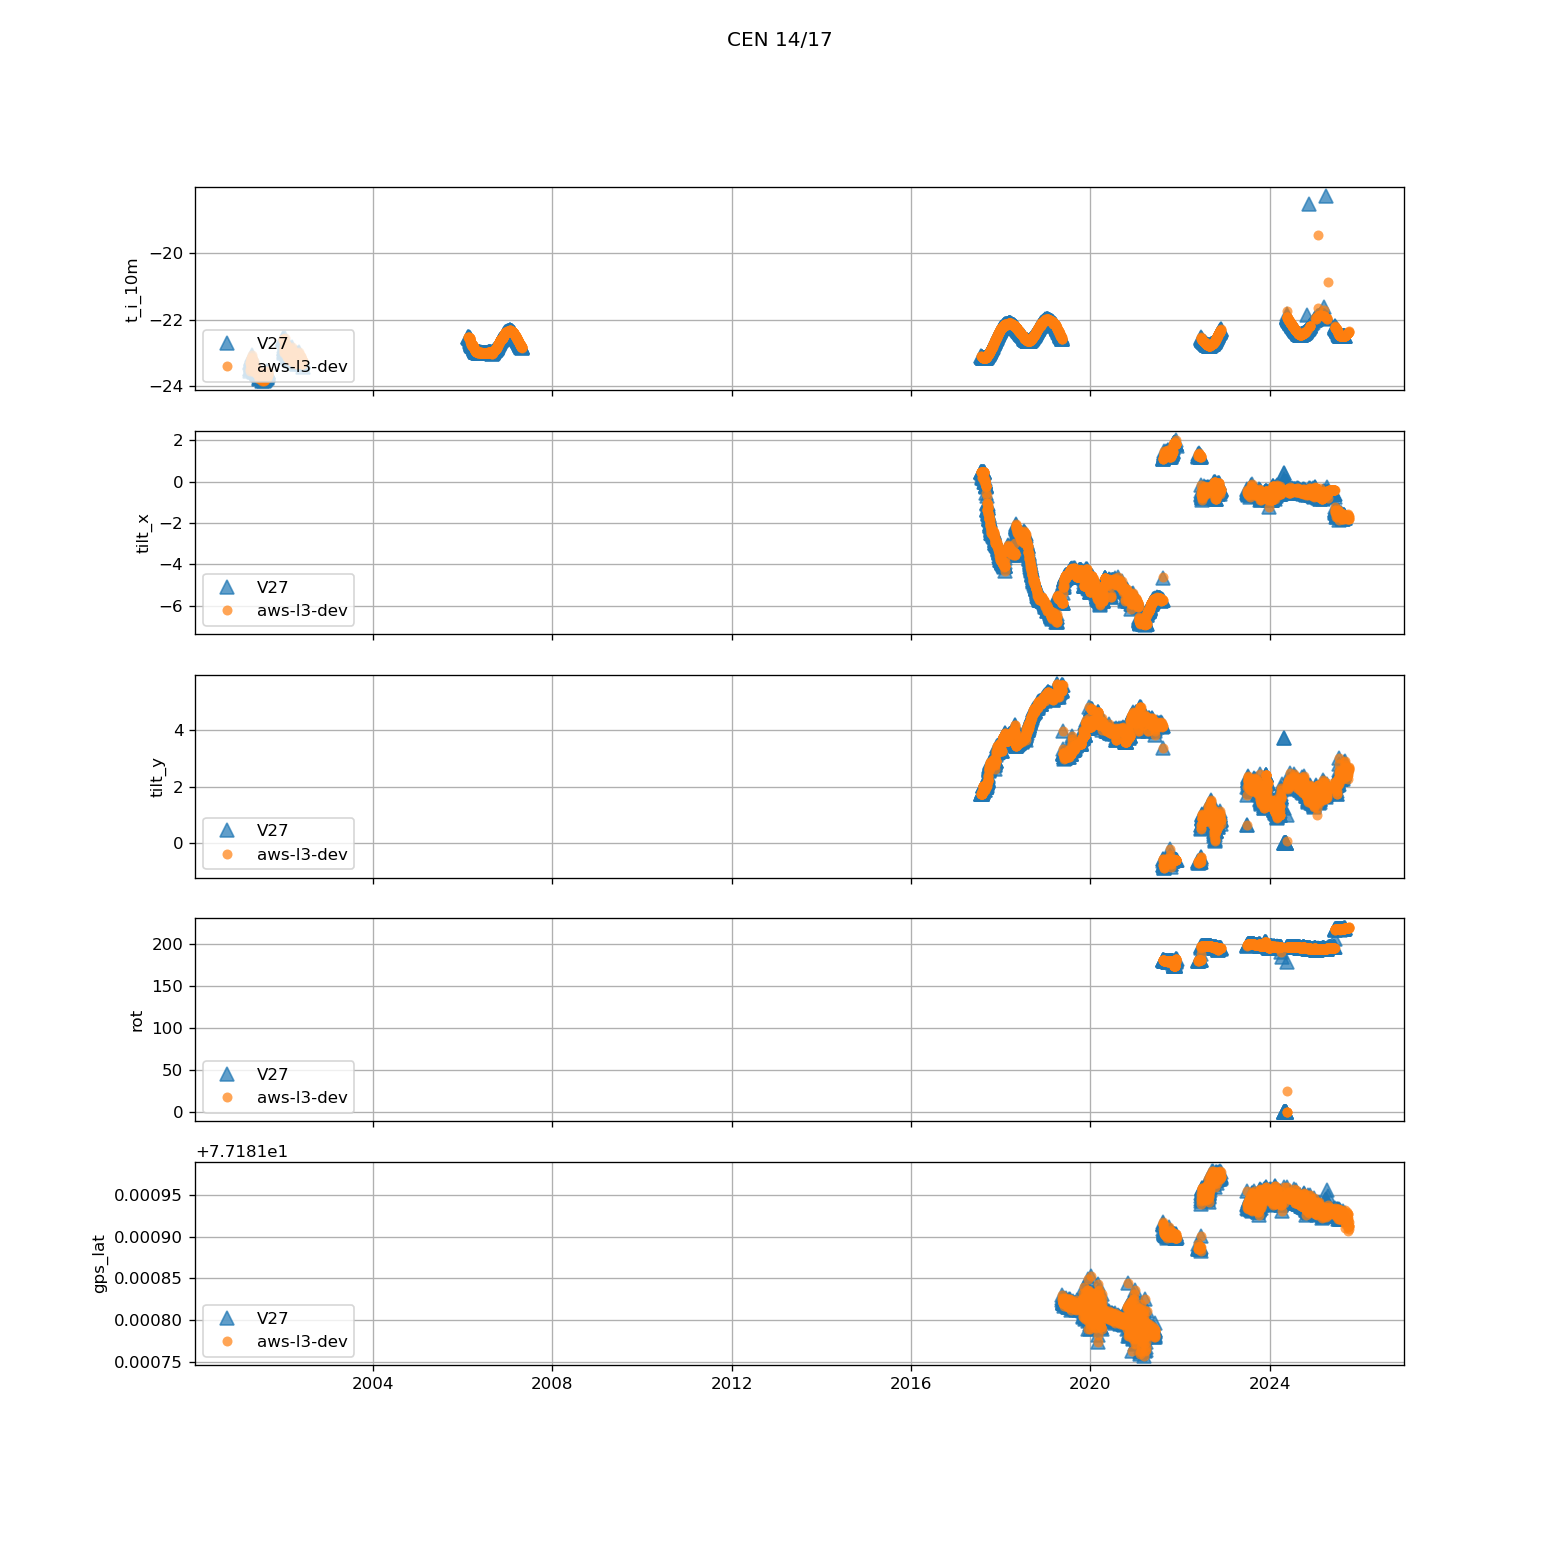 CEN 14/17
t_i_10m
−20
−22
−24
V27
aws-l3-dev
tilt_x
2
0
−2
−4
−6
V27
aws-l3-dev
tilt_y
4
2
0
V27
aws-l3-dev
rot
200
150
100
50
0
V27
aws-l3-dev
+7.7181e1
gps_lat
0.00095
0.00090
0.00085
0.00080
0.00075
V27
aws-l3-dev
2004 2008 2012 2016 2020 2024